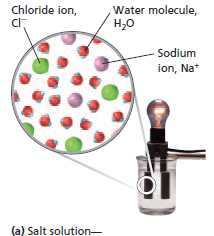 Chloride ion,
Cl⁻
Water molecule,
H₂O
Sodium
ion, Na⁺
(a) Salt solution—